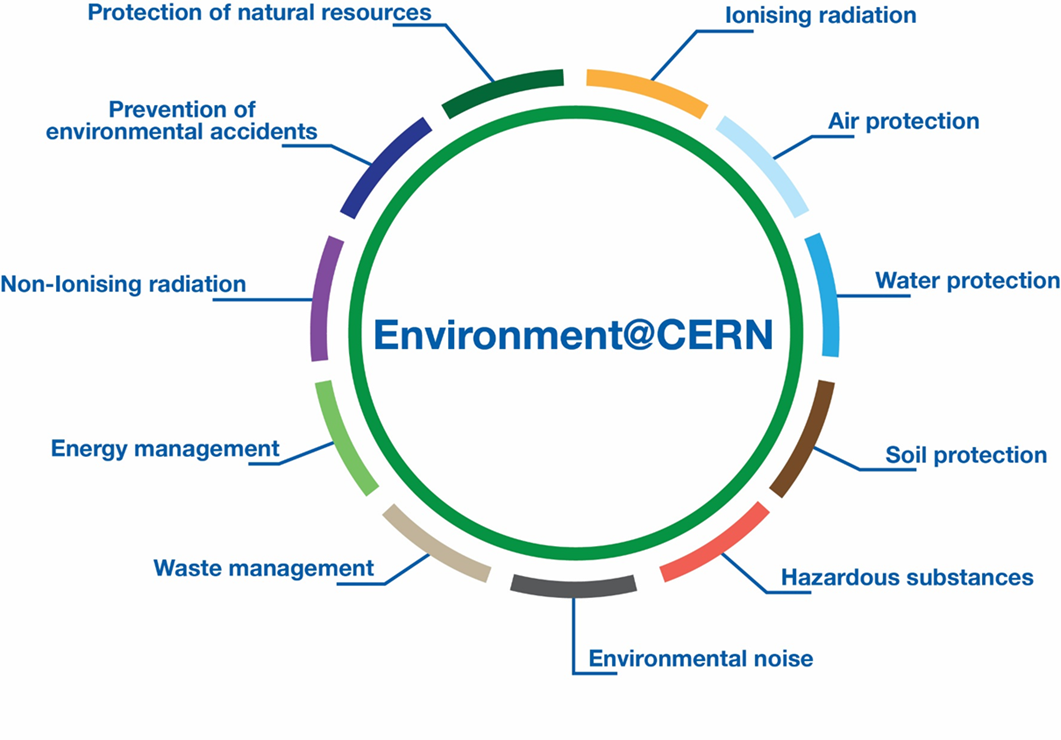 Protection of natural resources
Ionising radiation
Prevention of
environmental accidents
Air protection
Non-Ionising radiation
Water protection
Environment@CERN
Energy management
Soil protection
Waste management
Hazardous substances
Environmental noise